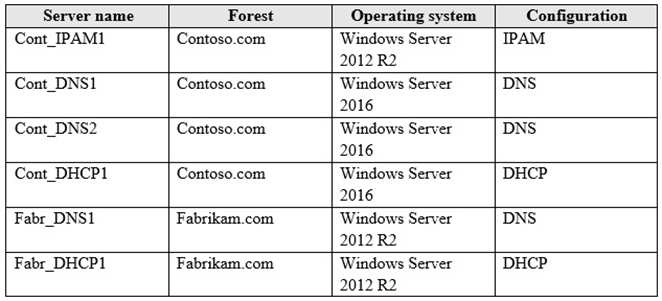 Server name Forest Operating system Configuration
Cont_IPAM1 Contoso.com Windows Server IPAM
2012 R2
Cont_DNS1 Contoso.com Windows Server DNS
2016
Cont_DNS2 Contoso.com Windows Server DNS
2016
Cont_DHCP1 Contoso.com Windows Server DHCP
2016
Fabr_DNS1 Fabrikam.com Windows Server DNS
2012 R2
Fabr_DHCP1 Fabrikam.com Windows Server DHCP
2012 R2